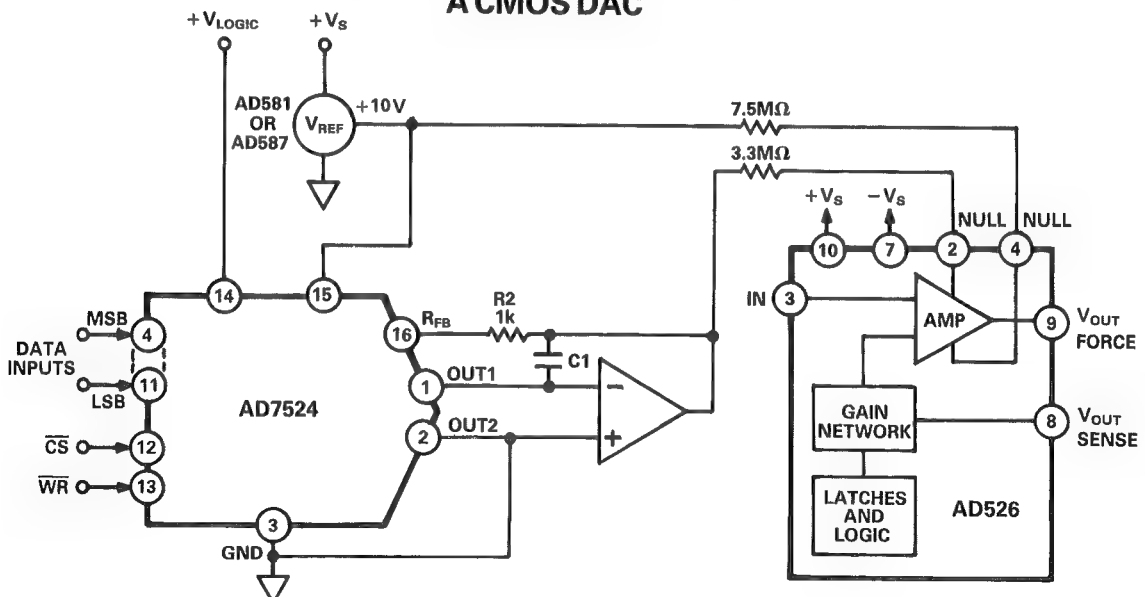 A CMOS DAC
+VLOGIC
+VS
AD581
OR
AD587
VREF
+10V
7.5MΩ
3.3MΩ
+VS
−VS
NULL
NULL
14
15
10
7
2
4
MSB
4
DATA
INPUTS
11
LSB
CS
12
WR
13
AD7524
16
RFB
R2
1k
C1
1
OUT1
2
OUT2
−
+
3
GND
IN
3
AMP
9
VOUT
FORCE
GAIN
NETWORK
8
VOUT
SENSE
LATCHES
AND
LOGIC
AD526